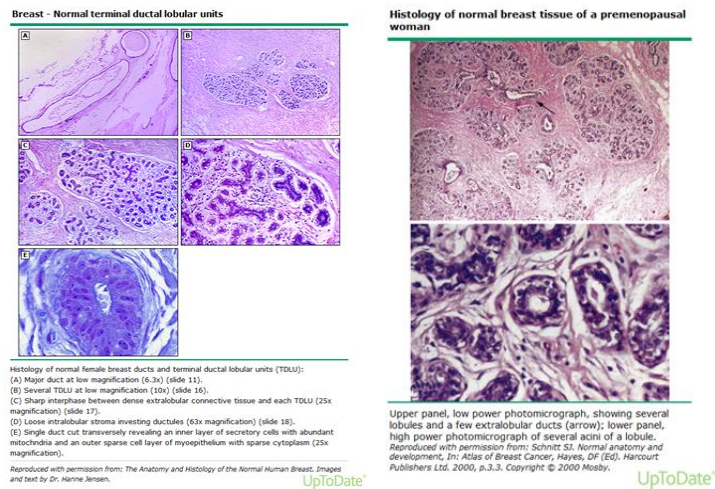 Breast - Normal terminal ductal lobular units
A
B
C
D
E
Histology of normal female breast ducts and terminal ductal lobular units (TDLU):
(A) Major duct at low magnification (6.3x) (slide 11).
(B) Several TDLU at low magnification (10x) (slide 16).
(C) Sharp interphase between dense extralobular connective tissue and each TDLU (25x
magnification) (slide 17).
(D) Loose intralobular stroma investing ductules (63x magnification) (slide 18).
(E) Single duct cut transversely revealing an inner layer of secretory cells with abundant
mitochndria and an outer sparse cell layer of myoepithelium with sparse cytoplasm (25x
magnification).
Reproduced with permission from: The Anatomy and Histology of the Normal Human Breast. Images
and text by Dr. Hanne Jensen.
UpToDate®
Histology of normal breast tissue of a premenopausal
woman
Upper panel, low power photomicrograph, showing several
lobules and a few extralobular ducts (arrow); lower panel,
high power photomicrograph of several acini of a lobule.
Reproduced with permission from: Schnitt SJ. Normal anatomy and
development, In: Atlas of Breast Cancer, Hayes, DF (Ed). Harcourt
Publishers Ltd. 2000, p.3.3. Copyright © 2000 Mosby.
UpToDate®